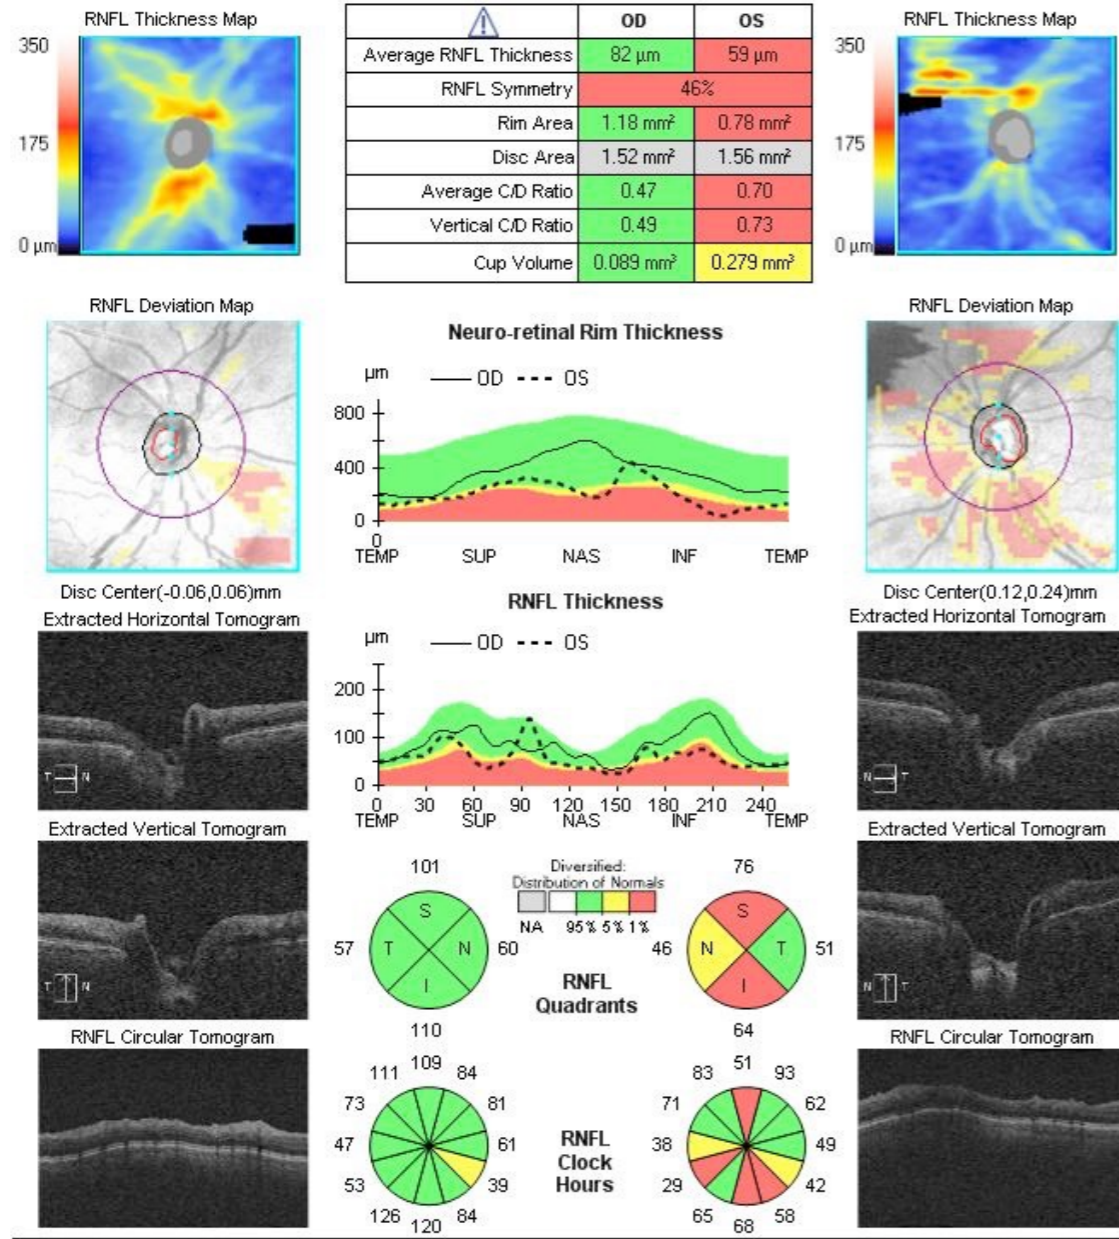 RNFL Thickness Map
350
175
0 µm
OD OS
Average RNFL Thickness 82 µm 59 µm
RNFL Symmetry 46%
Rim Area 1.18 mm² 0.78 mm²
Disc Area 1.52 mm² 1.56 mm²
Average C/D Ratio 0.47 0.70
Vertical C/D Ratio 0.49 0.73
Cup Volume 0.089 mm³ 0.279 mm³
RNFL Thickness Map
350
175
0 µm
RNFL Deviation Map
Disc Center(-0.06,0.06)mm
Neuro-retinal Rim Thickness
µm OD OS
800
400
0
0
TEMP SUP NAS INF TEMP
RNFL Deviation Map
Disc Center(0.12,0.24)mm
Extracted Horizontal Tomogram
T N
RNFL Thickness
µm OD OS
200
100
0
0 30 60 90 120 150 180 210 240
TEMP SUP NAS INF TEMP
Extracted Horizontal Tomogram
N T
Extracted Vertical Tomogram
T N
101
S
57 T N 60
I
110
Diversified:
Distribution of Normals
NA 95% 5% 1%
RNFL
Quadrants
76
S
46 N T 51
I
64
Extracted Vertical Tomogram
N T
RNFL Circular Tomogram
109
111 84
73 81
47 61
53 39
126 84
120
RNFL
Clock
Hours
51
83 93
71 62
38 49
29 42
65 58
68
RNFL Circular Tomogram